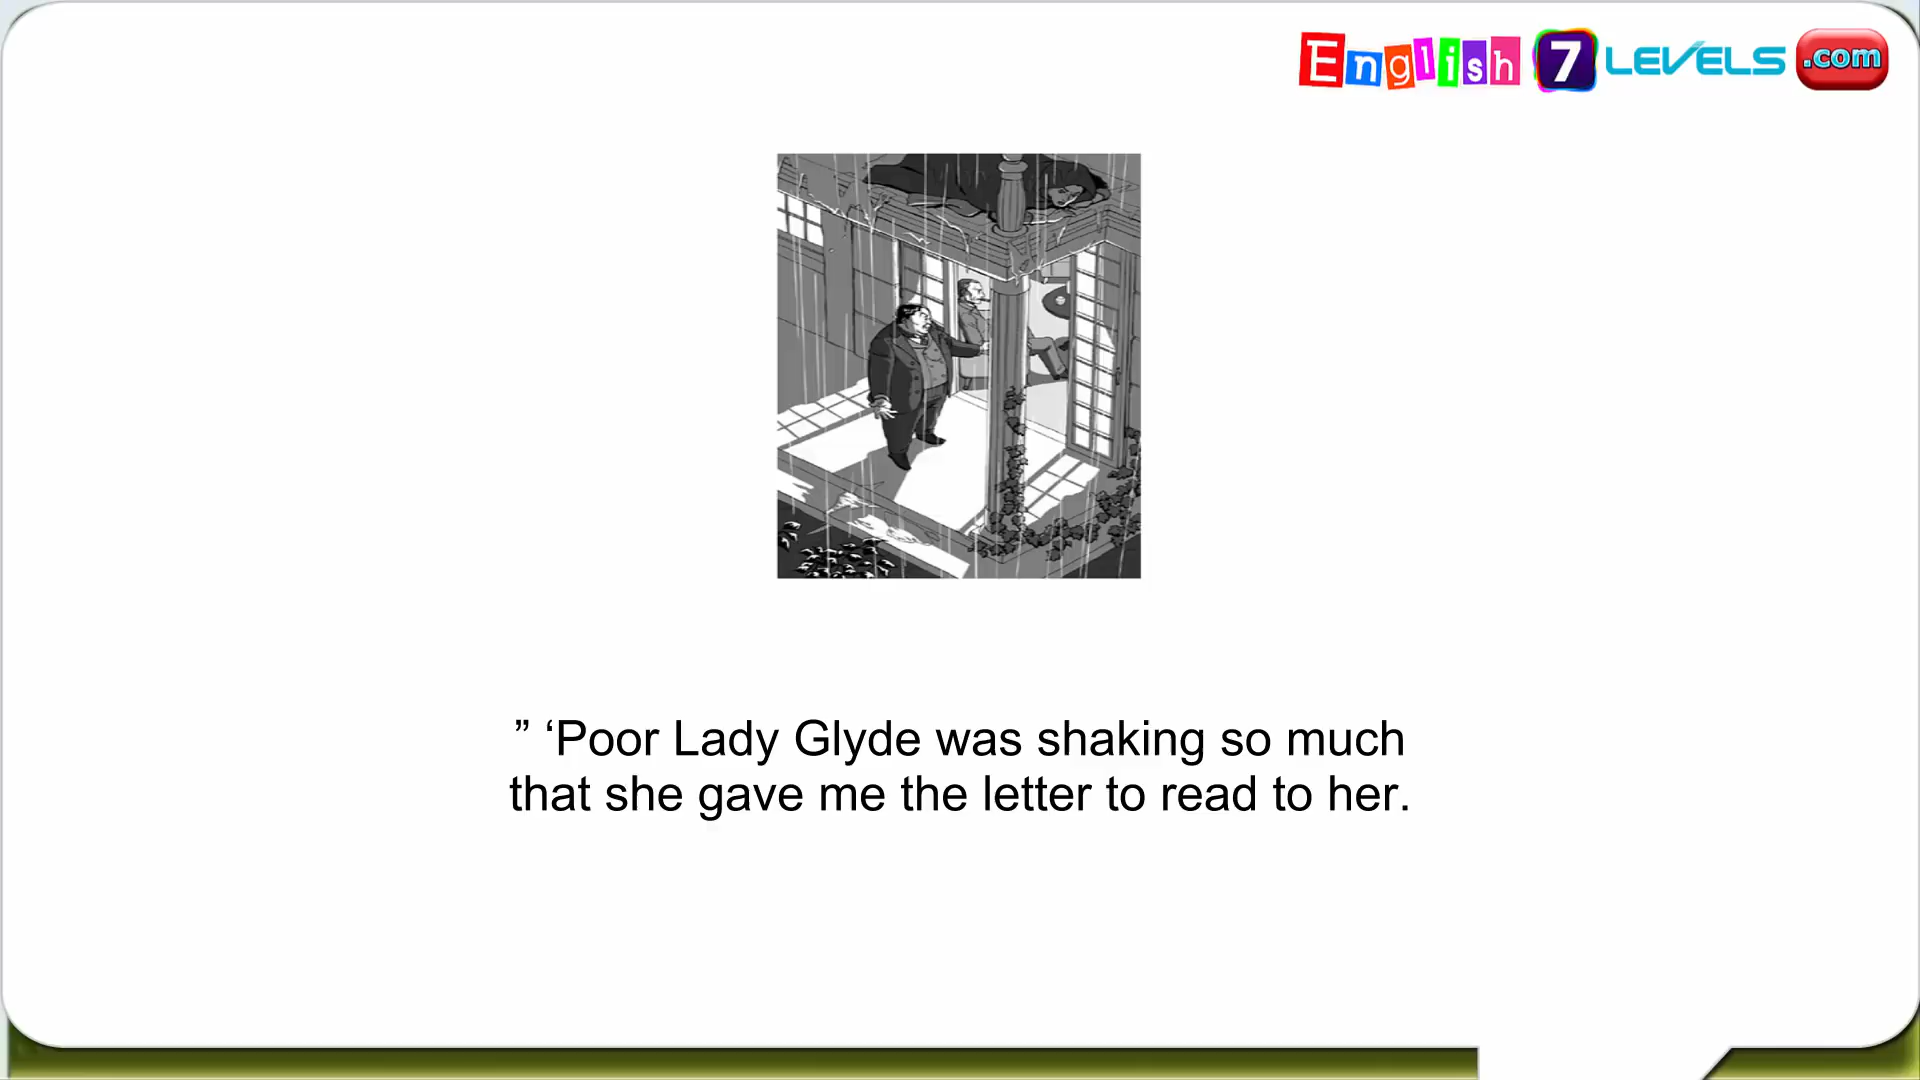 English 7 LEVELS .com
” ‘Poor Lady Glyde was shaking so much
that she gave me the letter to read to her.